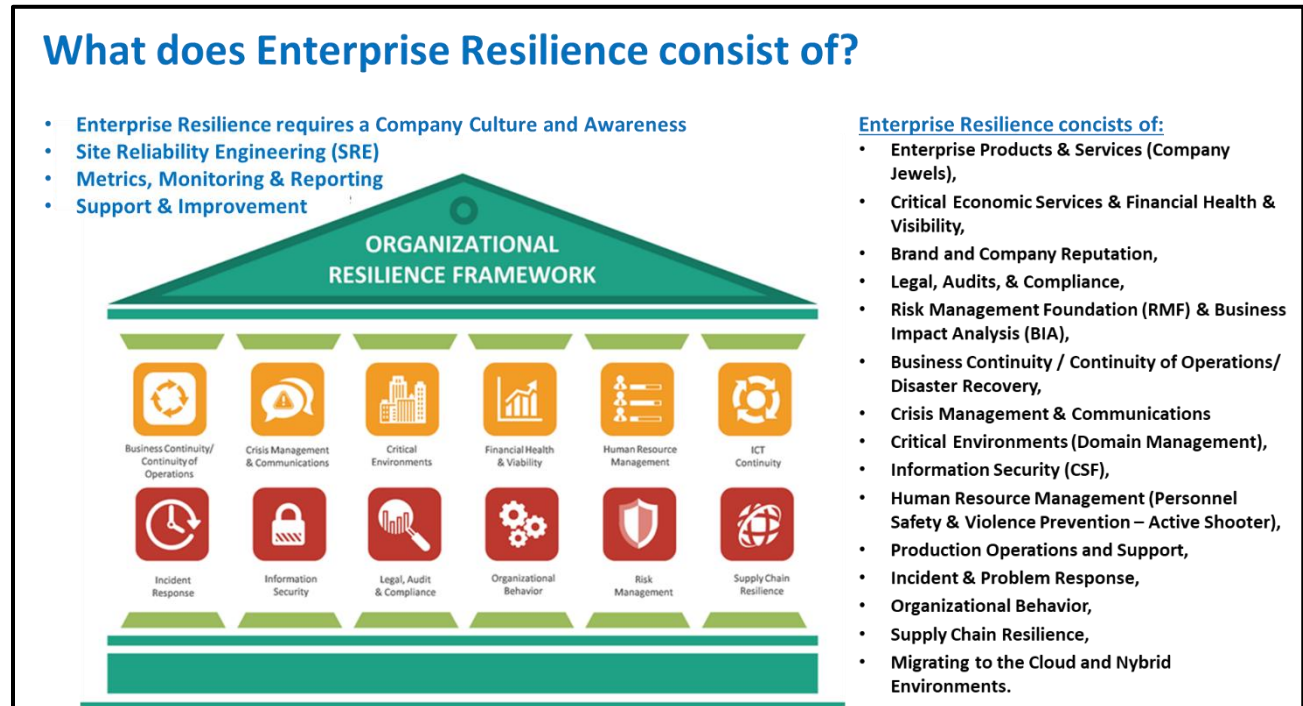 What does Enterprise Resilience consist of?
• Enterprise Resilience requires a Company Culture and Awareness
• Site Reliability Engineering (SRE)
• Metrics, Monitoring & Reporting
• Support & Improvement
ORGANIZATIONAL
RESILIENCE FRAMEWORK
Business Continuity/
Continuity of
Operations
Crisis Management
& Communications
Critical
Environments
Financial Health
& Viability
Human Resource
Management
ICT
Continuity
Incident
Response
Information
Security
Legal, Audit
& Compliance
Organizational
Behavior
Risk
Management
Supply Chain
Resilience
Enterprise Resilience concists of:
• Enterprise Products & Services (Company
Jewels),
• Critical Economic Services & Financial Health &
Visibility,
• Brand and Company Reputation,
• Legal, Audits, & Compliance,
• Risk Management Foundation (RMF) & Business
Impact Analysis (BIA),
• Business Continuity / Continuity of Operations/
Disaster Recovery,
• Crisis Management & Communications
• Critical Environments (Domain Management),
• Information Security (CSF),
• Human Resource Management (Personnel
Safety & Violence Prevention – Active Shooter),
• Production Operations and Support,
• Incident & Problem Response,
• Organizational Behavior,
• Supply Chain Resilience,
• Migrating to the Cloud and Nybrid
Environments.